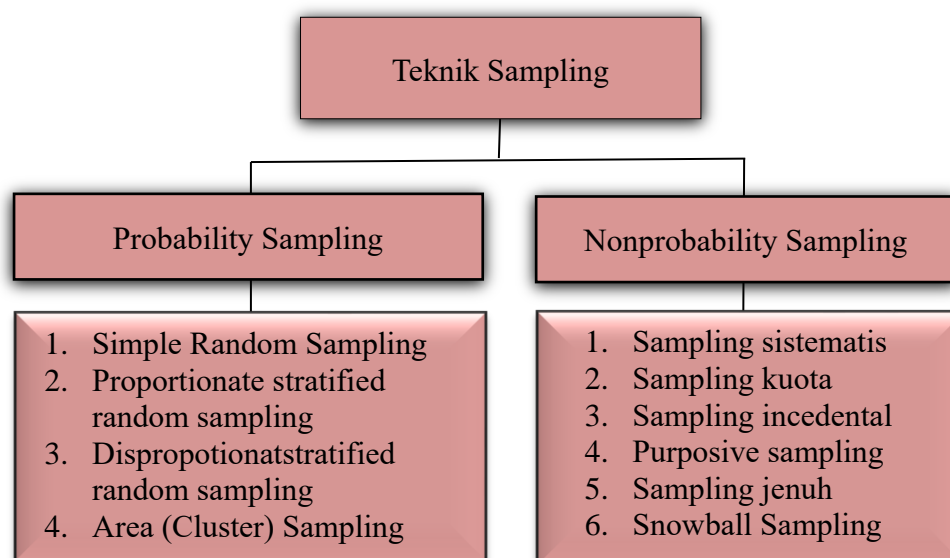 Teknik Sampling
Probability Sampling
Nonprobability Sampling
1. Simple Random Sampling
2. Proportionate stratified
random sampling
3. Dispropotionatstratified
random sampling
4. Area (Cluster) Sampling
1. Sampling sistematis
2. Sampling kuota
3. Sampling incedental
4. Purposive sampling
5. Sampling jenuh
6. Snowball Sampling